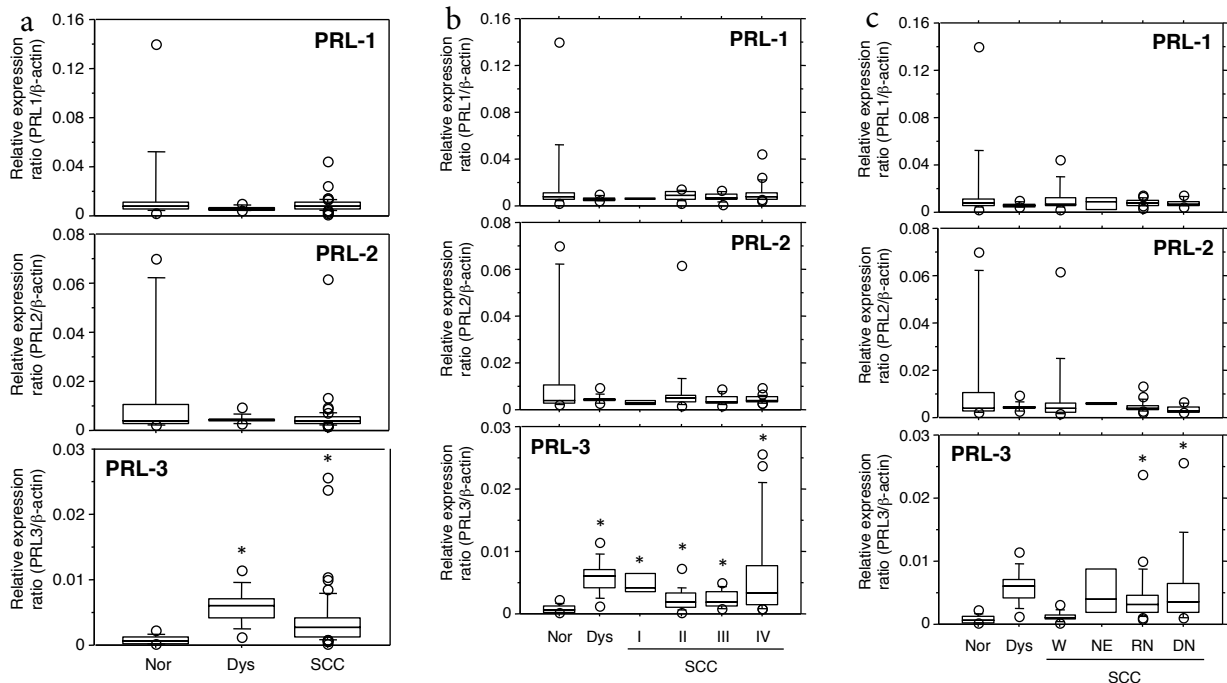 a
PRL-1
Relative expression
ratio (PRL1/β-actin)
0.16
0.12
0.08
0.04
0
PRL-2
Relative expression
ratio (PRL2/β-actin)
0.08
0.06
0.04
0.02
0
PRL-3
Relative expression
ratio (PRL3/β-actin)
0.03
0.02
0.01
0
*
*
Nor Dys SCC
b
PRL-1
Relative expression
ratio (PRL1/β-actin)
0.16
0.12
0.08
0.04
0
PRL-2
Relative expression
ratio (PRL2/β-actin)
0.08
0.06
0.04
0.02
0
PRL-3
Relative expression
ratio (PRL3/β-actin)
0.03
0.02
0.01
0
*
*
*
*
*
Nor Dys I II III IV
SCC
c
PRL-1
Relative expression
ratio (PRL1/β-actin)
0.16
0.12
0.08
0.04
0
PRL-2
Relative expression
ratio (PRL2/β-actin)
0.08
0.06
0.04
0.02
0
PRL-3
Relative expression
ratio (PRL3/β-actin)
0.03
0.02
0.01
0
*
*
Nor Dys W NE RN DN
SCC